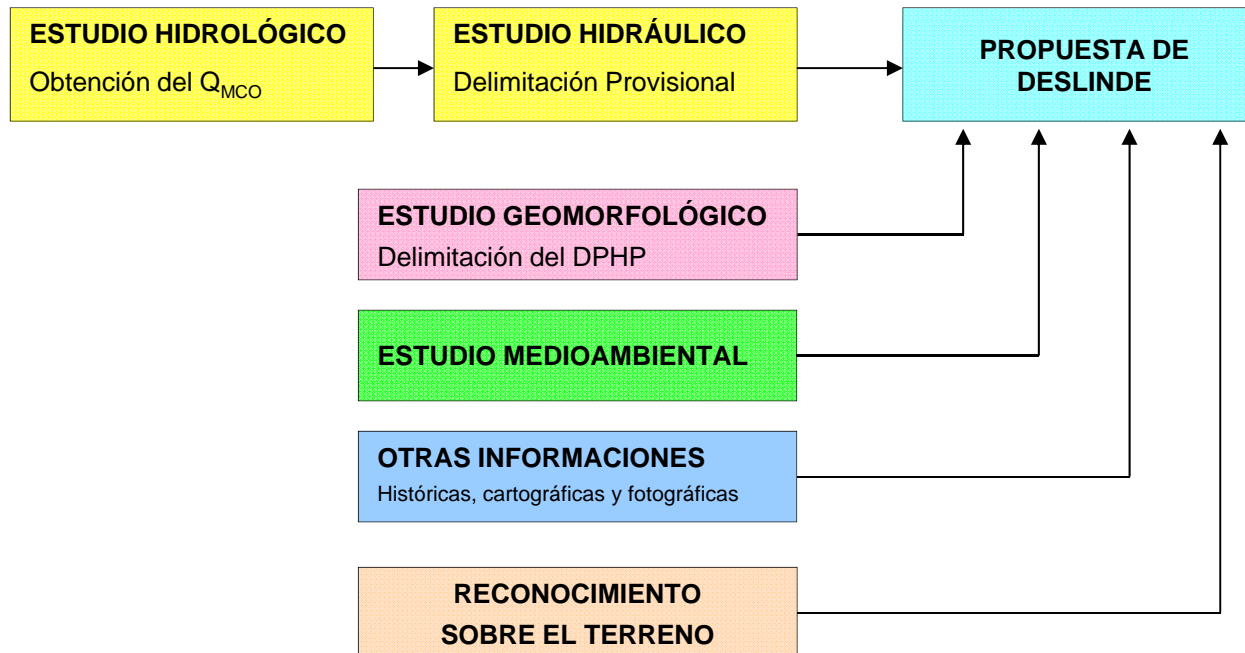 ESTUDIO HIDROLÓGICO
Obtención del Q_MCO
ESTUDIO HIDRÁULICO
Delimitación Provisional
PROPUESTA DE
DESLINDE
ESTUDIO GEOMORFOLÓGICO
Delimitación del DPHP
ESTUDIO MEDIOAMBIENTAL
OTRAS INFORMACIONES
Históricas, cartográficas y fotográficas
RECONOCIMIENTO
SOBRE EL TERRENO